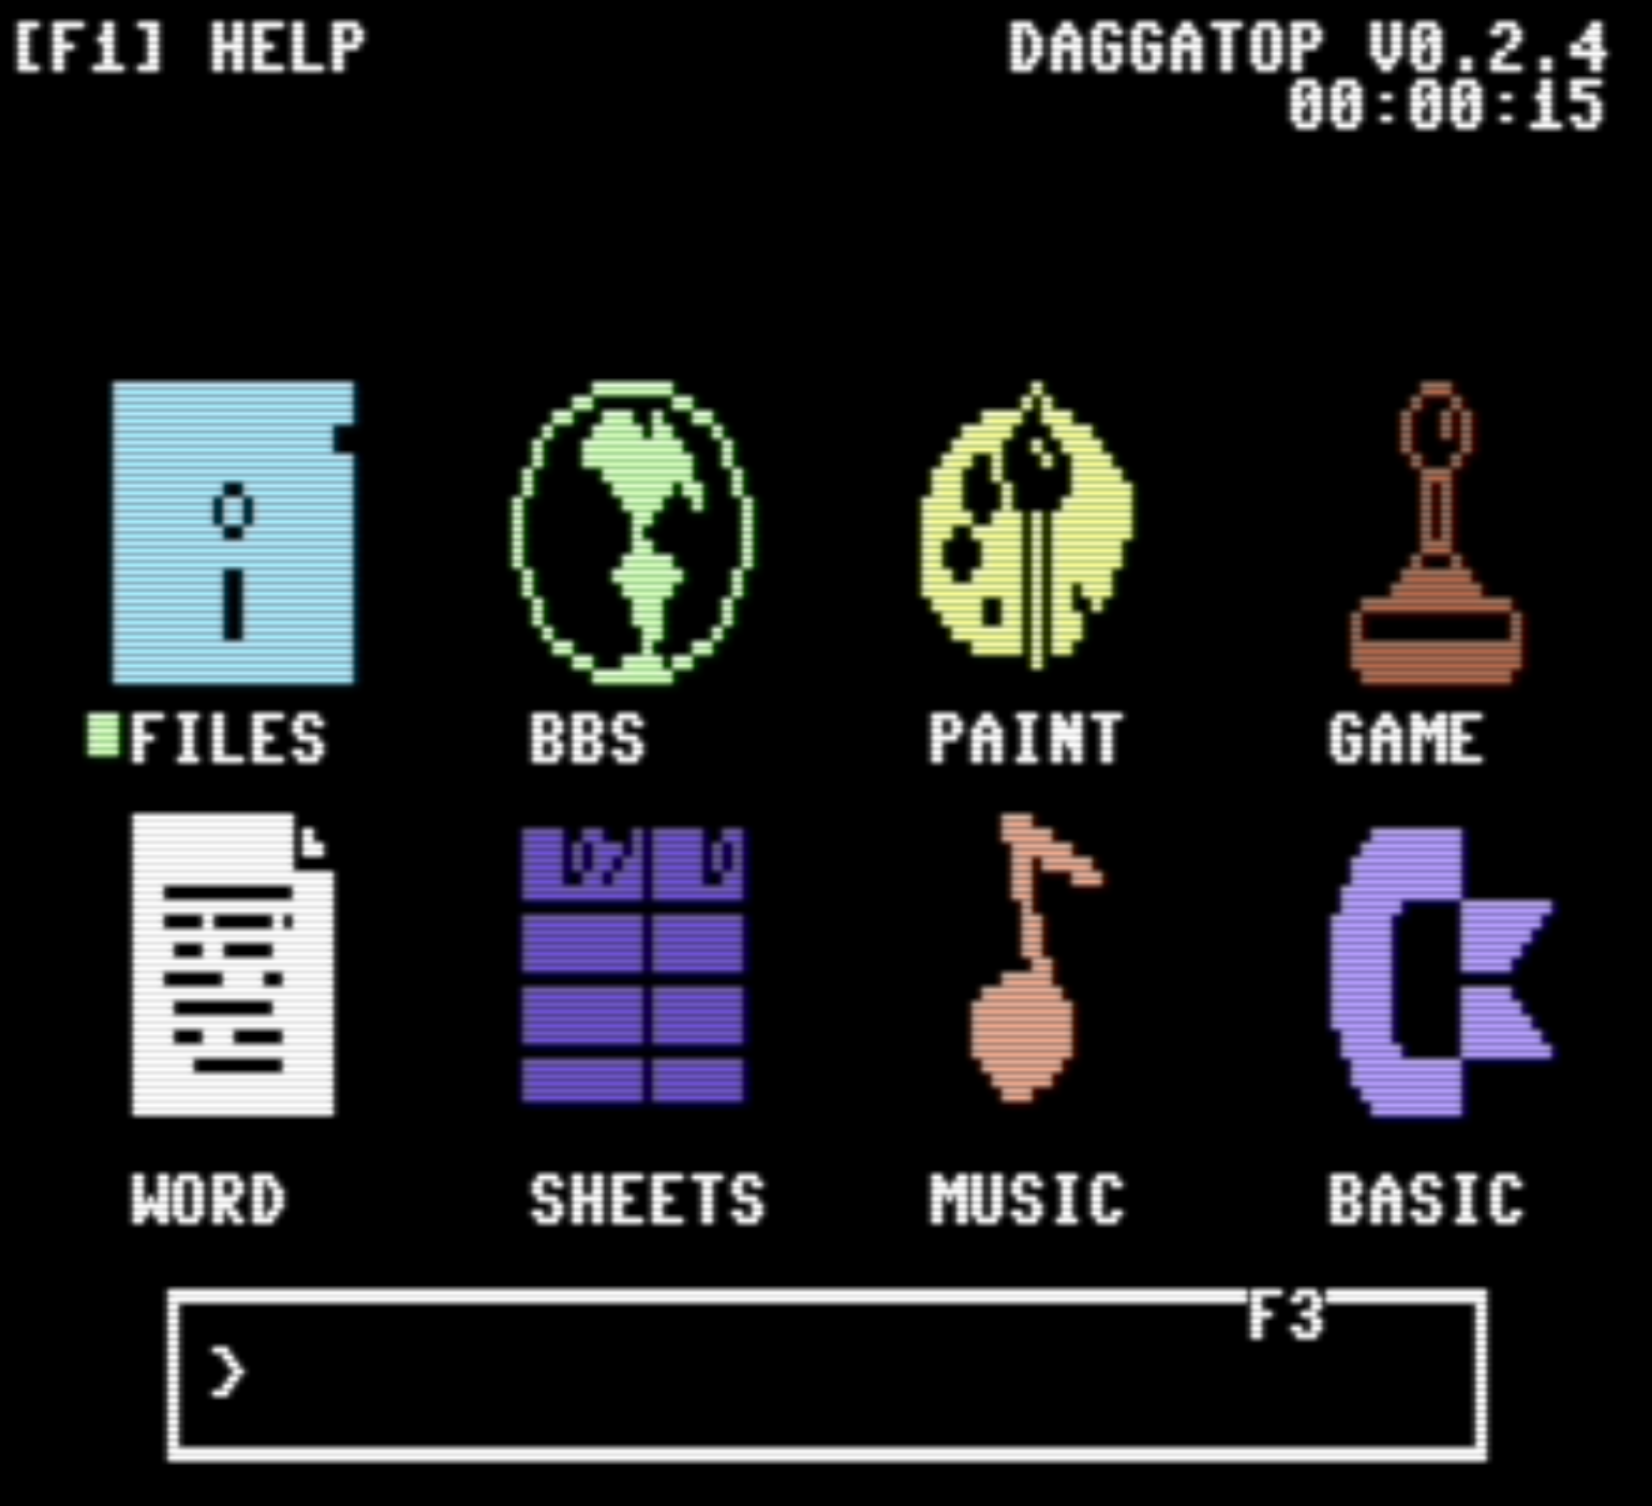 [F1] HELP
DAGGATOP V0.2.4
00:00:15
FILES BBS PAINT GAME
WORD SHEETS MUSIC BASIC
F3
❯